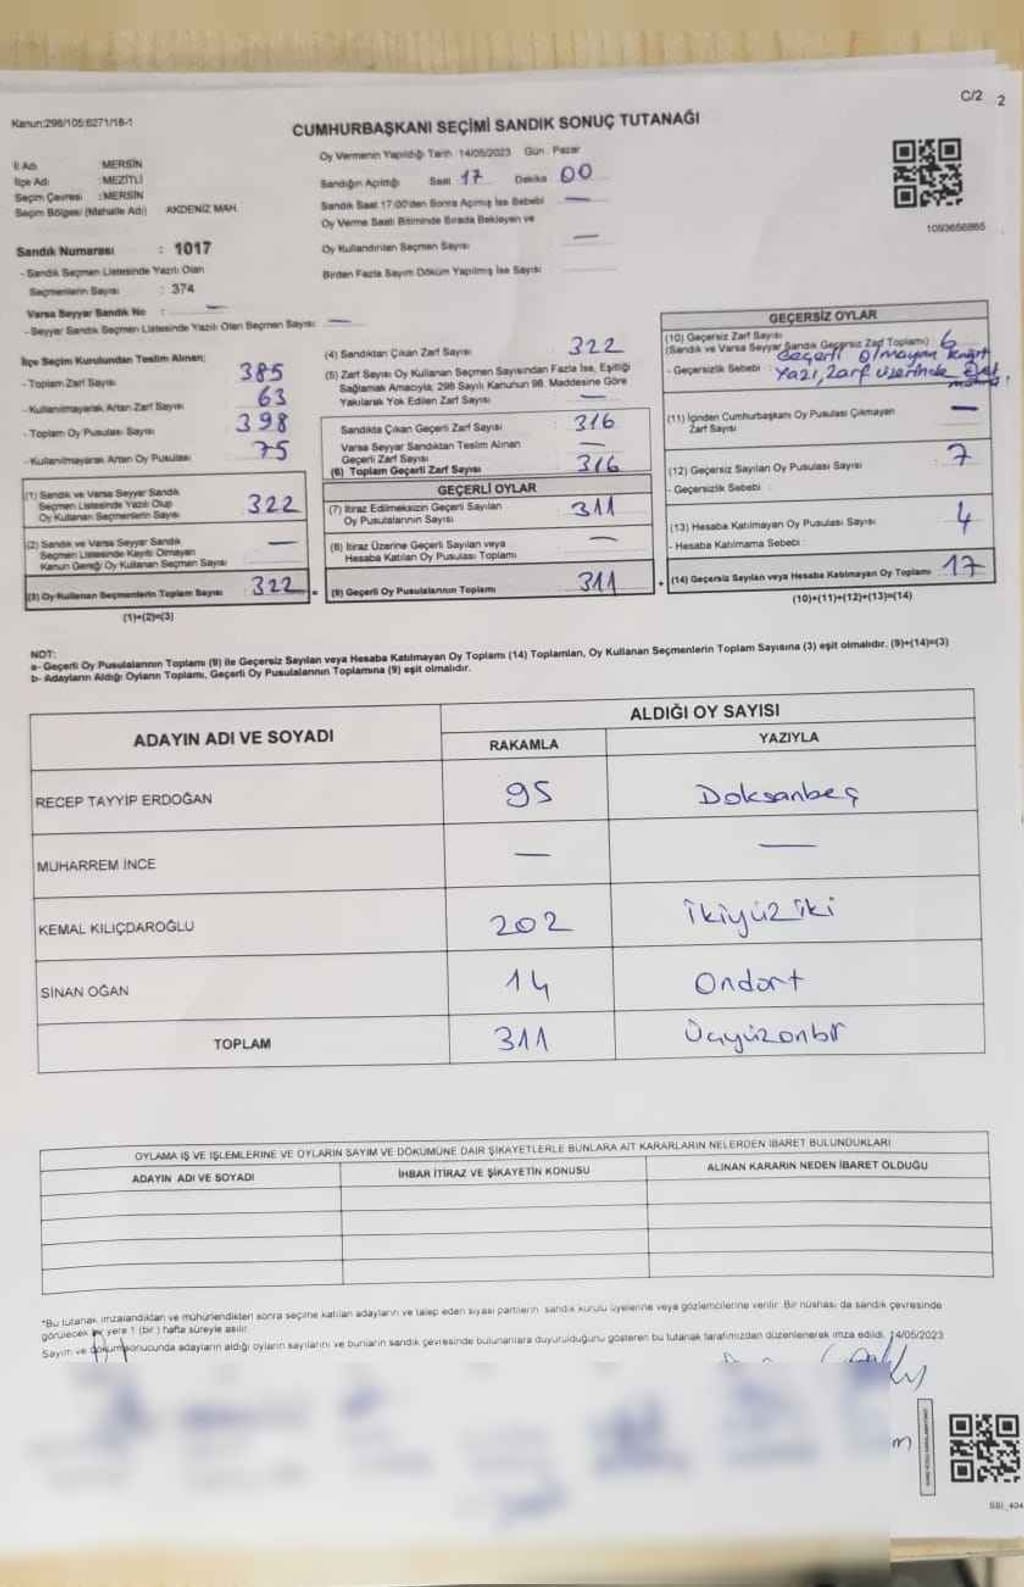 C/2 2
Kanun:298/105:6271/18-1
CUMHURBAŞKANI SEÇİMİ SANDIK SONUÇ TUTANAĞI
İl Adı : MERSİN
İlçe Adı : MEZİTLİ
Seçim Çevresi : MERSİN
Seçim Bölgesi (Mahalle Adı) AKDENİZ MAH.
Oy Vermenin Yapıldığı Tarih : 14/05/2023 Gün : Pazar
Sandığın Açıldığı Saat 17 Dakika 00
Sandık Saat 17:00'den Sonra Açılmış İse Sebebi —
Oy Verme Saati Bitiminde Sırada Bekleyen ve
Oy Kullandırılan Seçmen Sayısı —
Birden Fazla Sayım Döküm Yapılmış İse Sayısı
1093656865
Sandık Numarası : 1017
- Sandık Seçmen Listesinde Yazılı Olan
Seçmenlerin Sayısı : 374
Varsa Seyyar Sandık No : —
- Seyyar Sandık Seçmen Listesinde Yazılı Olan Seçmen Sayısı: —
İlçe Seçim Kurulundan Teslim Alınan;
- Toplam Zarf Sayısı 385
- Kullanılmayarak Artan Zarf Sayısı 63
- Toplam Oy Pusulası Sayısı 398
- Kullanılmayarak Artan Oy Pusulası 75
(1) Sandık ve Varsa Seyyar Sandık
Seçmen Listesinde Yazılı Olup
Oy Kullanan Seçmenlerin Sayısı 322
(2) Sandık ve Varsa Seyyar Sandık
Seçmen Listesinde Kayıtlı Olmayan
Kanun Gereği Oy Kullanan Seçmen Sayısı —
(3) Oy Kullanan Seçmenlerin Toplam Sayısı 322 =
(1)+(2)=(3)
(4) Sandıktan Çıkan Zarf Sayısı 322
(5) Zarf Sayısı Oy Kullanan Seçmen Sayısından Fazla İse, Eşitliği
Sağlamak Amacıyla, 298 Sayılı Kanunun 98. Maddesine Göre
Yakılarak Yok Edilen Zarf Sayısı —
Sandıkta Çıkan Geçerli Zarf Sayısı 316
Varsa Seyyar Sandıktan Teslim Alınan
Geçerli Zarf Sayısı —
(6) Toplam Geçerli Zarf Sayısı 316
GEÇERLİ OYLAR
(7) İtiraz Edilmeksizin Geçerli Sayılan
Oy Pusulalarının Sayısı 311
(8) İtiraz Üzerine Geçerli Sayılan veya
Hesaba Katılan Oy Pusulası Toplamı —
(9) Geçerli Oy Pusulalarının Toplamı 311 +
GEÇERSİZ OYLAR
(10) Geçersiz Zarf Sayısı
(Sandık ve Varsa Seyyar Sandık Geçersiz Zarf Toplamı) 6
- Geçersizlik Sebebi : Geçerli olmayan kağıt
Yazı, zarf üzerinde
(11) İçinden Cumhurbaşkanı Oy Pusulası Çıkmayan
Zarf Sayısı —
(12) Geçersiz Sayılan Oy Pusulası Sayısı 7
- Geçersizlik Sebebi :
(13) Hesaba Katılmayan Oy Pusulası Sayısı 4
- Hesaba Katılmama Sebebi :
(14) Geçersiz Sayılan veya Hesaba Katılmayan Oy Toplamı 17
(10)+(11)+(12)+(13)=(14)
NOT:
a- Geçerli Oy Pusulalarının Toplamı (9) ile Geçersiz Sayılan veya Hesaba Katılmayan Oy Toplamı (14) Toplamları, Oy Kullanan Seçmenlerin Toplam Sayısına (3) eşit olmalıdır. (9)+(14)=(3)
b- Adayların Aldığı Oyların Toplamı, Geçerli Oy Pusulalarının Toplamına (9) eşit olmalıdır.
ADAYIN ADI VE SOYADI
ALDIĞI OY SAYISI
RAKAMLA YAZIYLA
RECEP TAYYİP ERDOĞAN 95 Doksanbeş
MUHARREM İNCE — —
KEMAL KILIÇDAROĞLU 202 İkiyüz iki
SİNAN OĞAN 14 Ondört
TOPLAM 311 Üçyüzonbir
OYLAMA İŞ VE İŞLEMLERİNE VE OYLARIN SAYIM VE DÖKÜMÜNE DAİR ŞİKAYETLERLE BUNLARA AİT KARARLARIN NELERDEN İBARET BULUNDUKLARI
ADAYIN ADI VE SOYADI İHBAR İTİRAZ VE ŞİKAYETİN KONUSU ALINAN KARARIN NEDEN İBARET OLDUĞU
*Bu tutanak imzalandıktan ve mühürlendikten sonra seçime katılan adayların ve talep eden siyasi partilerin sandık kurulu üyelerine veya gözlemcilerine verilir. Bir nüshası da sandık çevresinde
görülecek bir yere 1 (bir) hafta süreyle asılır.
Sayım ve döküm sonucunda adayların aldığı oyların sayılarını ve bunların sandık çevresinde bulunanlara duyurulduğunu gösteren bu tutanak tarafımızdan düzenlenerek imza edildi. 14/05/2023